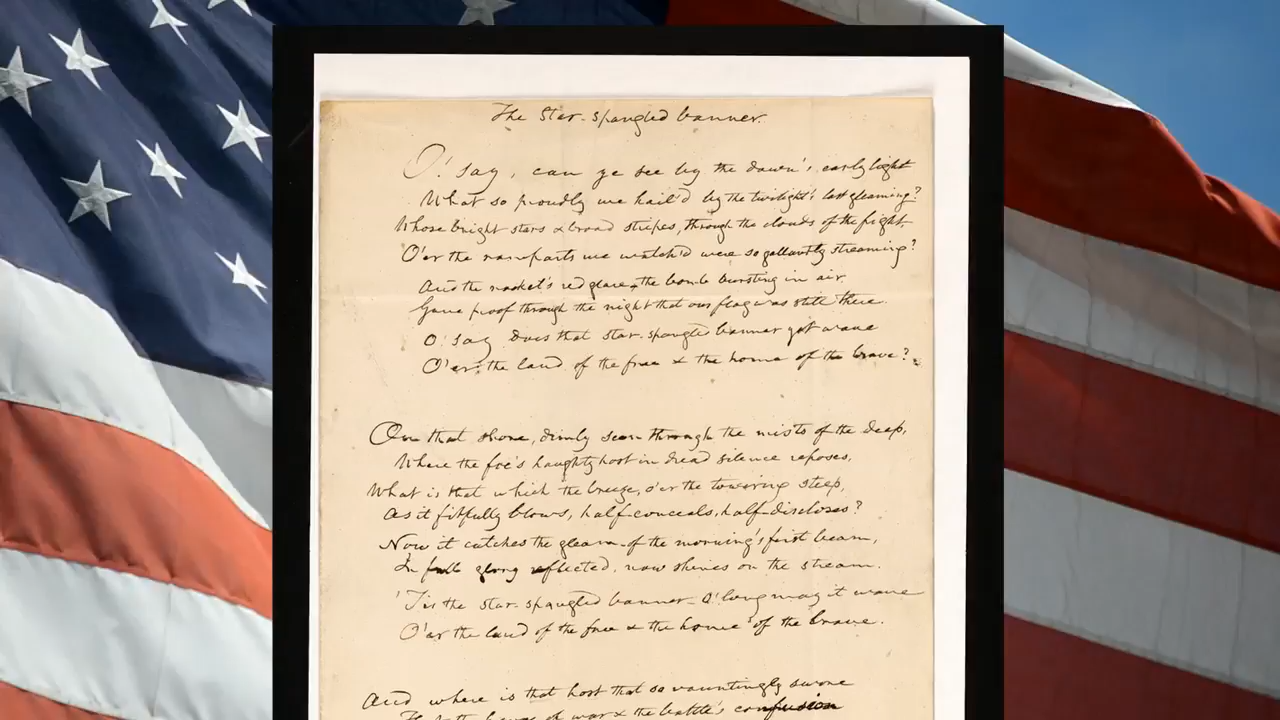 The Star-spangled banner.
O! say, can ye see by the dawn's early light
What so proudly we hail'd by the twilight's last gleaming?
Whose bright stars & broad stripes, through the clouds of the fight,
O'er the ramparts we watch'd were so gallantly streaming?
And the rocket's red glare, the bomb bursting in air,
Gave proof through the night that our flag was still there.
O! say does that star-spangled banner yet wave
O'er the land of the free & the home of the brave?
On that shore, dimly seen through the mists of the deep,
Where the foe's haughty host in dread silence reposes,
What is that which the breeze, o'er the towering steep,
As it fitfully blows, half-conceals, half-discloses?
Now it catches the gleam of the morning's first beam,
In full glory reflected, now shines on the stream.
'Tis the star-spangled banner-O! long may it wave
O'er the land of the free & the home of the brave.
And where is that host that so vauntingly swore
the havoc of war & the battle's confusion